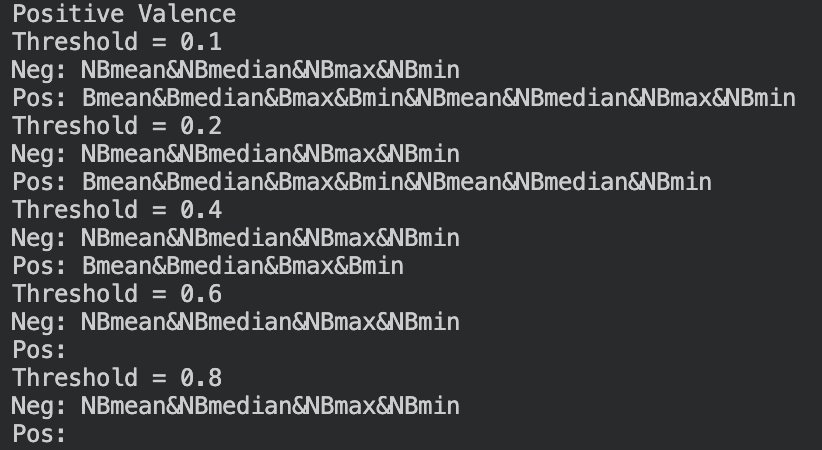 Positive Valence
Threshold = 0.1
Neg: NBmean&NBmedian&NBmax&NBmin
Pos: Bmean&Bmedian&Bmax&Bmin&NBmean&NBmedian&NBmax&NBmin
Threshold = 0.2
Neg: NBmean&NBmedian&NBmax&NBmin
Pos: Bmean&Bmedian&Bmax&Bmin&NBmean&NBmedian&NBmin
Threshold = 0.4
Neg: NBmean&NBmedian&NBmax&NBmin
Pos: Bmean&Bmedian&Bmax&Bmin
Threshold = 0.6
Neg: NBmean&NBmedian&NBmax&NBmin
Pos:
Threshold = 0.8
Neg: NBmean&NBmedian&NBmax&NBmin
Pos: